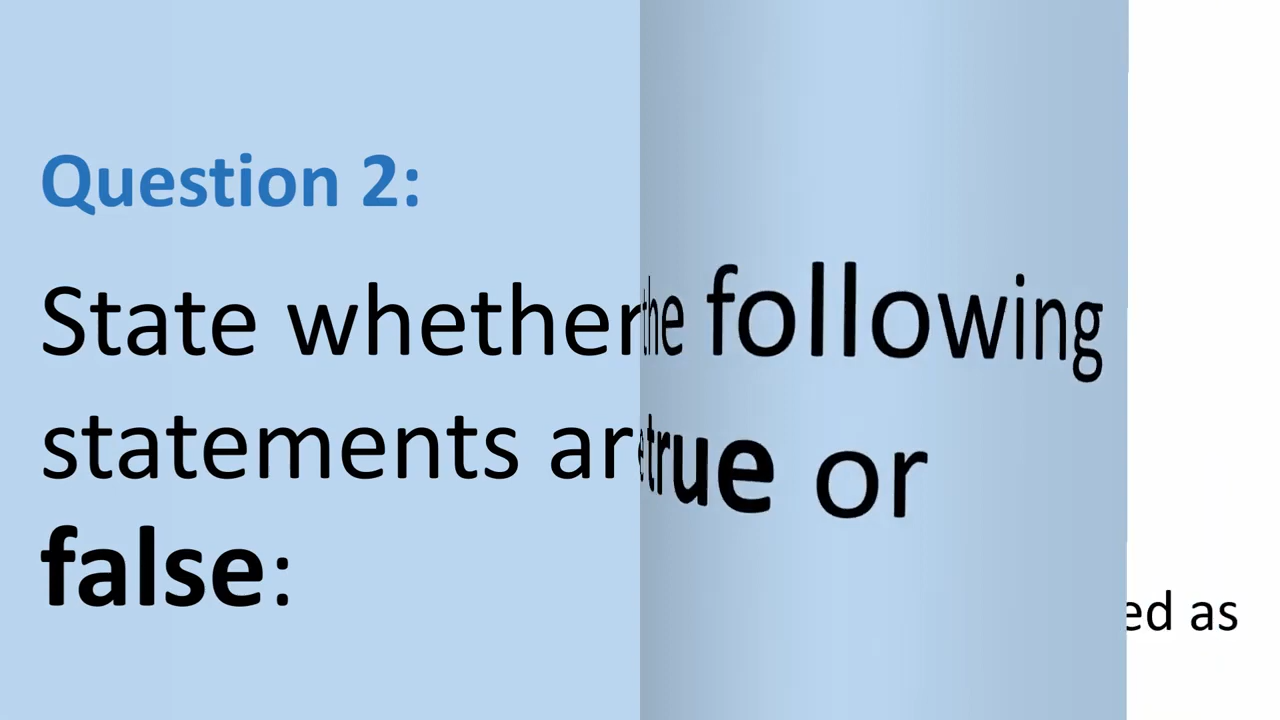 Question 2:
State whether the following
statements are true or
false:
ed as